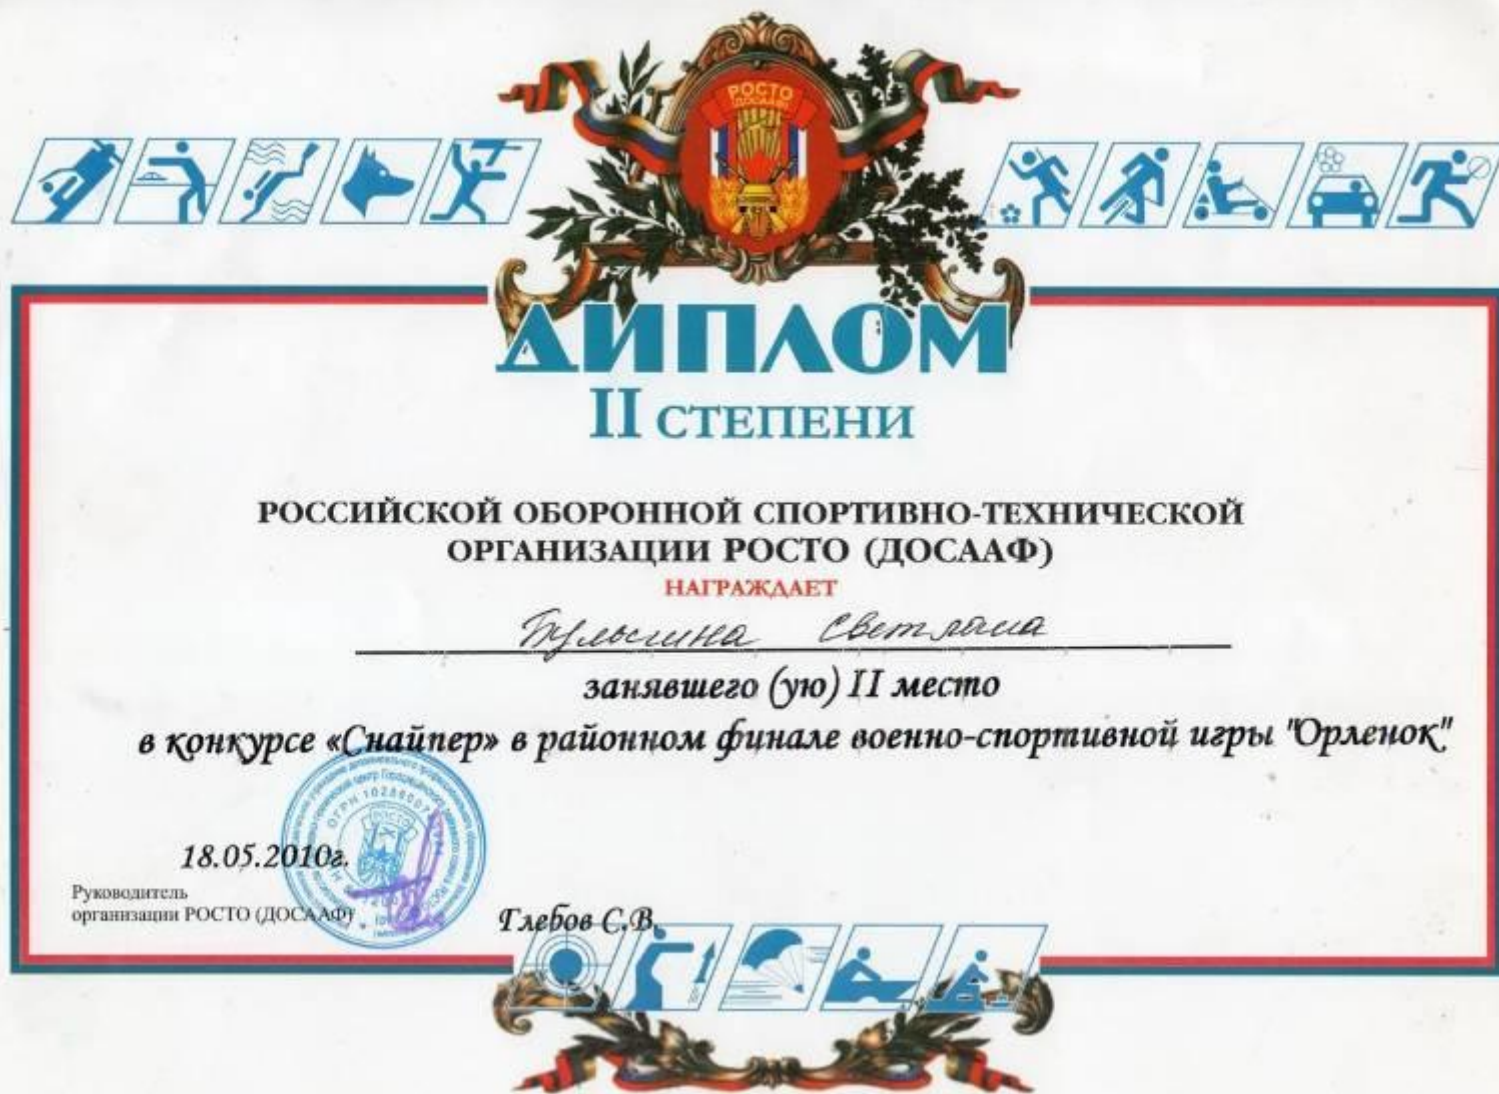 РОСТО
(ДОСААФ)
ДИПЛОМ
II СТЕПЕНИ
РОССИЙСКОЙ ОБОРОННОЙ СПОРТИВНО-ТЕХНИЧЕСКОЙ
ОРГАНИЗАЦИИ РОСТО (ДОСААФ)
НАГРАЖДАЕТ
Светлана
занявшего (ую) II место
в конкурсе «Снайпер» в районном финале военно-спортивной игры "Орленок"
РОСТО
18.05.2010г.
Руководитель
организации РОСТО (ДОСААФ)
Глебов С.В.